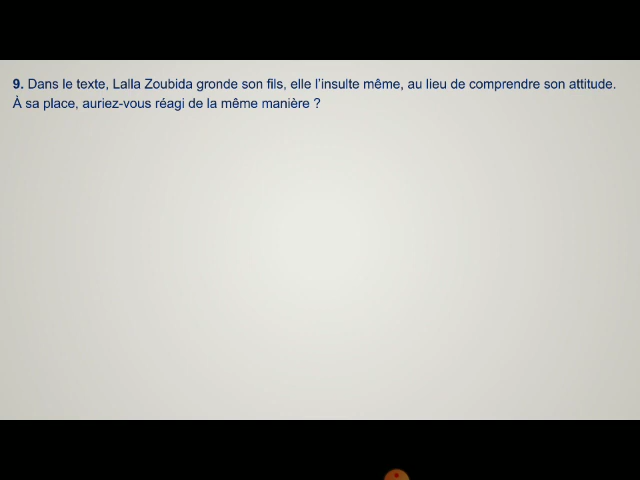 9. Dans le texte, Lalla Zoubida gronde son fils, elle l'insulte même, au lieu de comprendre son attitude.
À sa place, auriez-vous réagi de la même manière ?